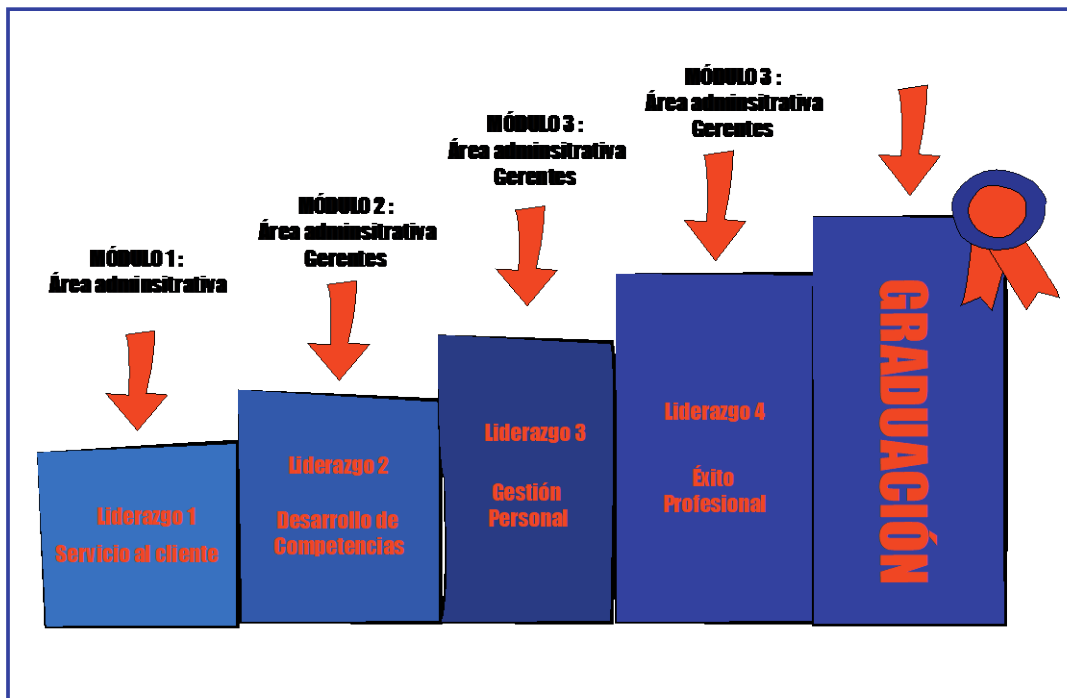 MÓDULO 1 :
Área adminsitrativa
MÓDULO 2 :
Área adminsitrativa
Gerentes
MÓDULO 3 :
Área adminsitrativa
Gerentes
MÓDULO 3 :
Área adminsitrativa
Gerentes
Liderazgo 1
Servicio al cliente
Liderazgo 2
Desarrollo de
Competencias
Liderazgo 3
Gestión
Personal
Liderazgo 4
Éxito
Profesional
GRADUACIÓN